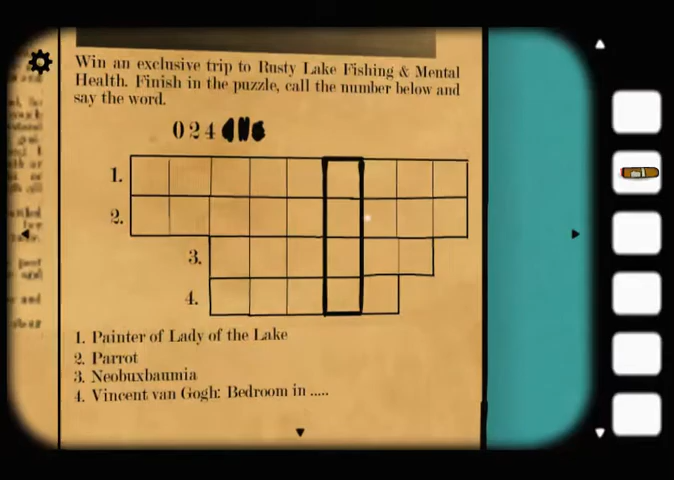 Win an exclusive trip to Rusty Lake Fishing & Mental
Health. Finish in the puzzle, call the number below and
say the word.
024
1.
2.
3.
4.
1. Painter of Lady of the Lake
2. Parrot
3. Neobuxbaumia
4. Vincent van Gogh: Bedroom in .....